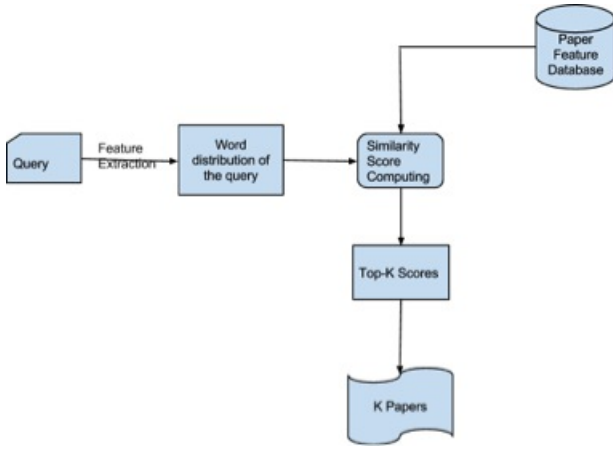 Paper
Feature
Database
Query
Feature
Extraction
Word
distribution of
the query
Similarity
Score
Computing
Top-K Scores
K Papers